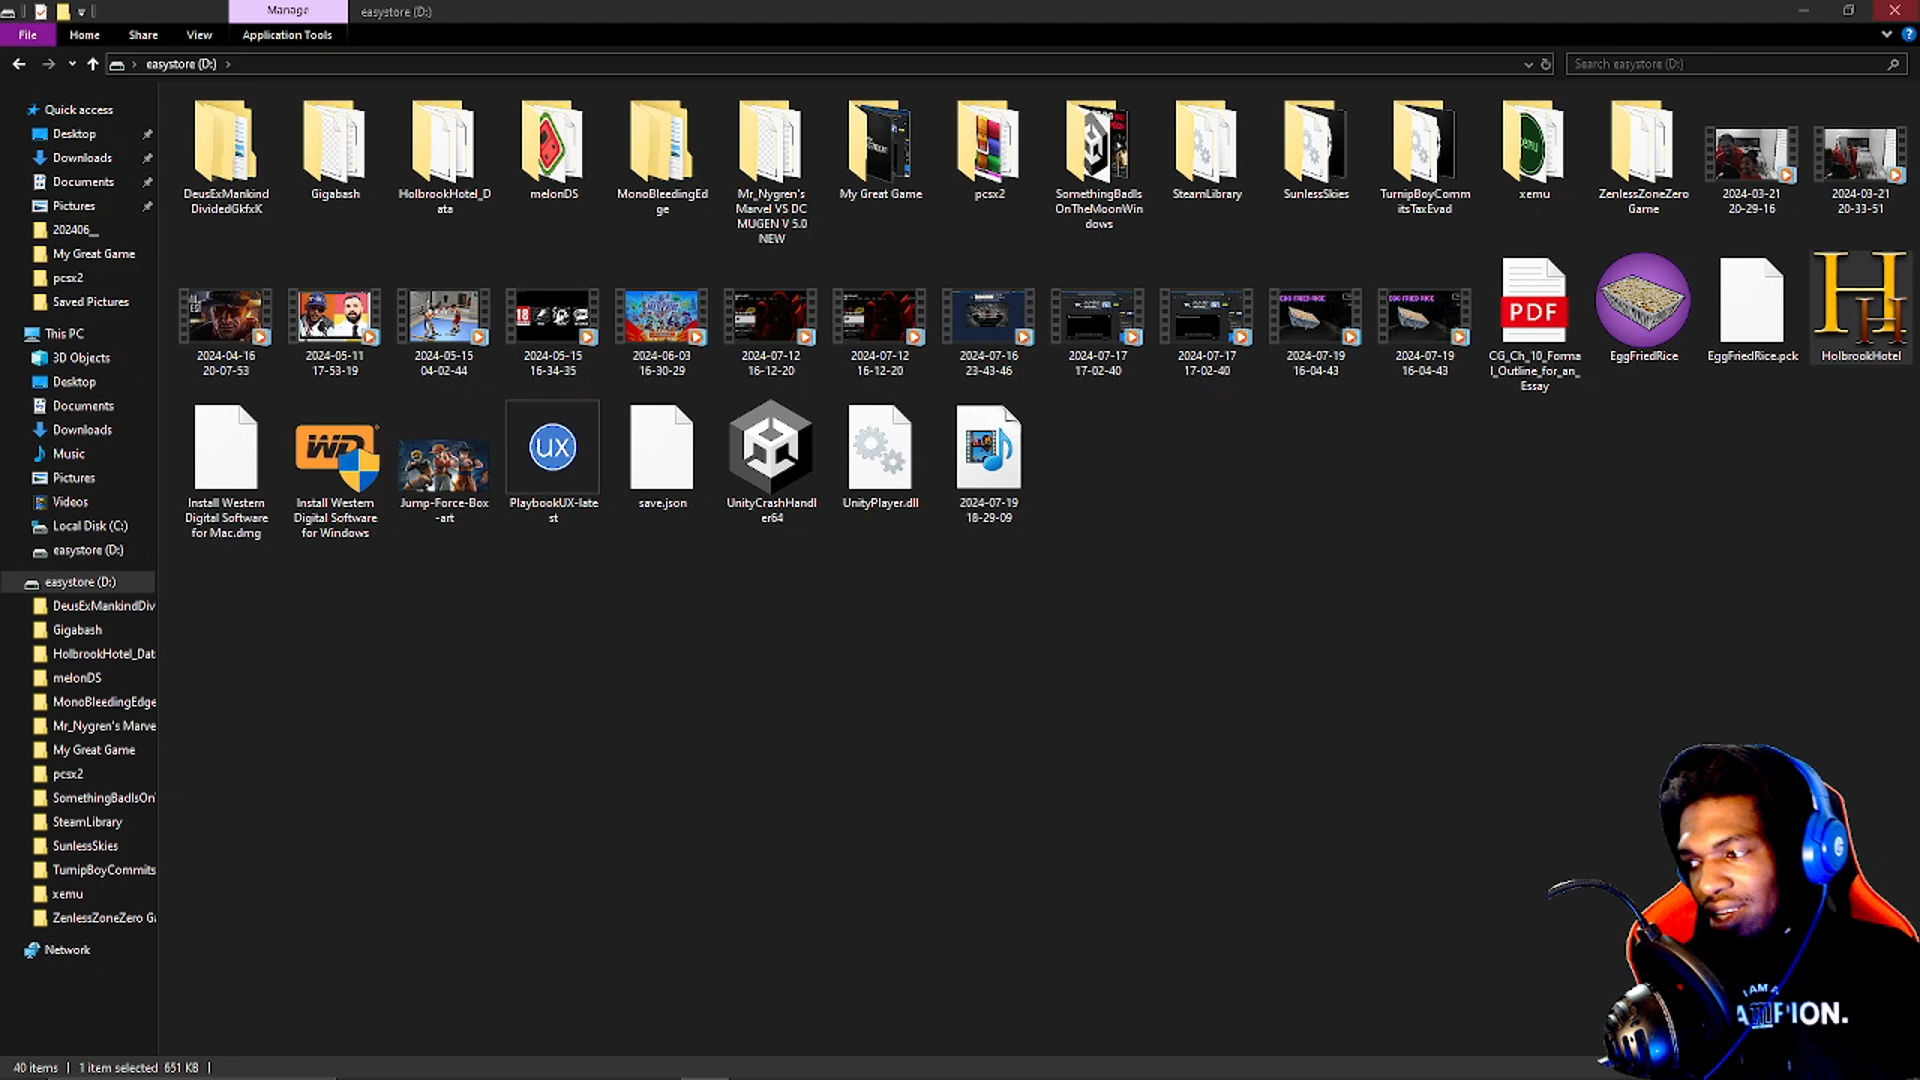 Manage
easystore (D:)
File
Home
Share
View
Application Tools
easystore (D:)
Search easystore (D:)
Quick access
Desktop
Downloads
Documents
Pictures
202406__
My Great Game
pcsx2
Saved Pictures
This PC
3D Objects
Desktop
Documents
Downloads
Music
Pictures
Videos
Local Disk (C:)
easystore (D:)
easystore (D:)
DeusExMankindDiv
Gigabash
HolbrookHotel_Dat
melonDS
MonoBleedingEdge
Mr_Nygren's Marve
My Great Game
pcsx2
SomethingBadIsOn
SteamLibrary
SunlessSkies
TurnipBoyCommits
xemu
ZenlessZoneZero Ga
Network
DeusExMankind
DividedGkfxK
Gigabash
HolbrookHotel_D
ata
melonDS
MonoBleedingEd
ge
Mr_Nygren's
Marvel VS DC
MUGEN V 5.0
NEW
My Great Game
pcsx2
SomethingBadIs
OnTheMoonWin
dows
SteamLibrary
SunlessSkies
TurnipBoyComm
itsTaxEvad
xemu
ZenlessZoneZero
Game
2024-03-21
20-29-16
2024-03-21
20-33-51
2024-04-16
20-07-53
2024-05-11
17-53-19
2024-05-15
04-02-44
18
2024-05-15
16-34-35
2024-06-03
16-30-29
2024-07-12
16-12-20
2024-07-12
16-12-20
2024-07-16
23-43-46
2024-07-17
17-02-40
2024-07-17
17-02-40
EGG FRIED RICE
2024-07-19
16-04-43
EGG FRIED RICE
2024-07-19
16-04-43
PDF
CG_Ch_10_Forma
l_Outline_for_an_
Essay
EggFriedRice
EggFriedRice.pck
H
H
HolbrookHotel
Install Western
Digital Software
for Mac.dmg
WD
Install Western
Digital Software
for Windows
Jump-Force-Box
-art
UX
PlaybookUX-late
st
save.json
UnityCrashHandl
er64
UnityPlayer.dll
2024-07-19
18-29-09
I AM A
40 items
1 item selected 651 KB